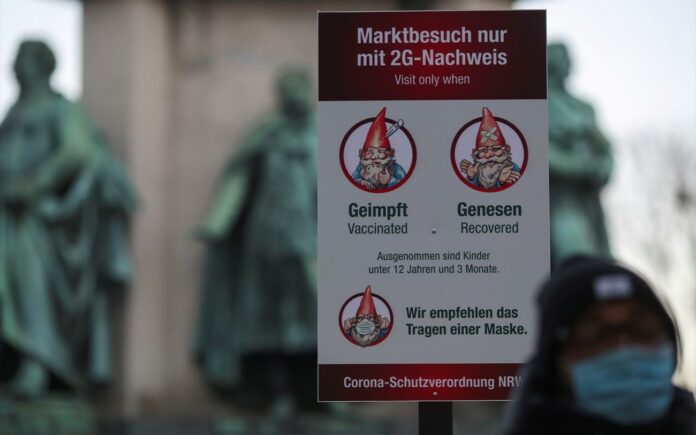 Marktbesuch nur
mit 2G-Nachweis
Visit only when
Geimpft
Vaccinated
Genesen
Recovered
Ausgenommen sind Kinder
unter 12 Jahren und 3 Monate.
Wir empfehlen das
Tragen einer Maske.
Corona-Schutzverordnung NRW